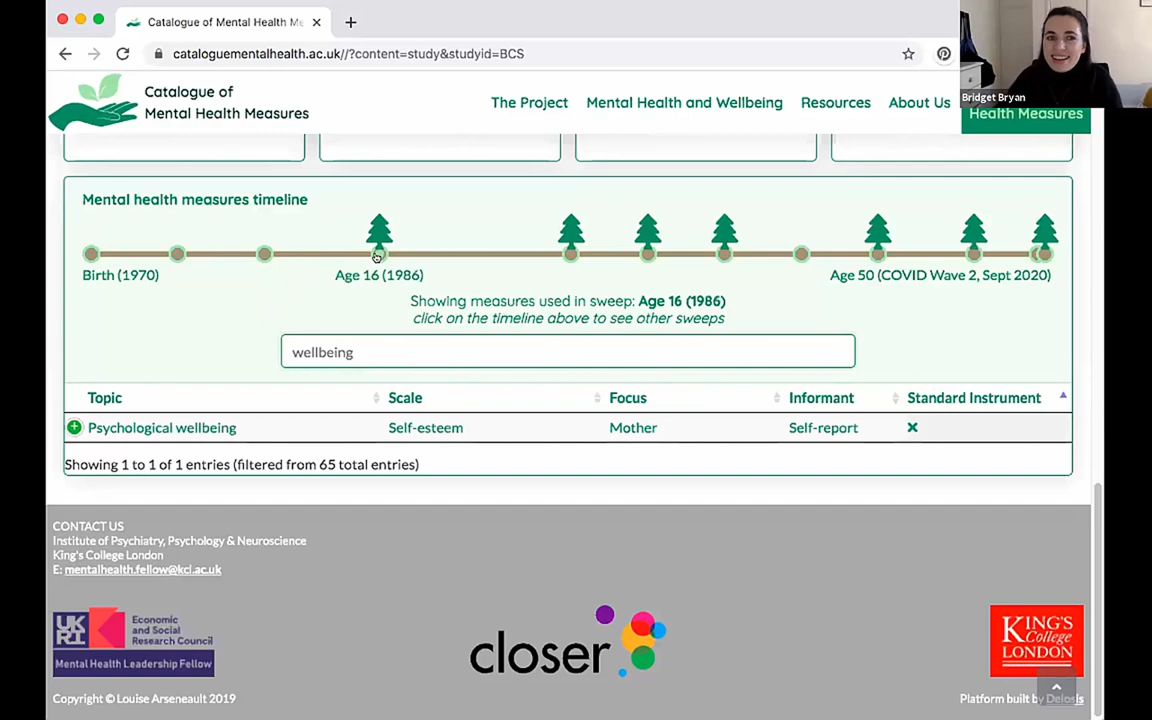 Catalogue of Mental Health Me
cataloguementalhealth.ac.uk//?content=study&studyid=BCS
Bridget Bryan
Catalogue of
Mental Health Measures
The Project
Mental Health and Wellbeing
Resources
About Us
Health Measures
Mental health measures timeline
Birth (1970)
Age 16 (1986)
Age 50 (COVID Wave 2, Sept 2020)
Showing measures used in sweep: Age 16 (1986)
click on the timeline above to see other sweeps
wellbeing
Topic Scale Focus Informant Standard Instrument
Psychological wellbeing Self-esteem Mother Self-report
Showing 1 to 1 of 1 entries (filtered from 65 total entries)
CONTACT US
Institute of Psychiatry, Psychology & Neuroscience
King's College London
E: mentalhealth.fellow@kcl.ac.uk
UK
RI
Economic
and Social
Research Council
Mental Health Leadership Fellow
closer
KING'S
College
LONDON
Copyright © Louise Arseneault 2019
Platform built by Delosis